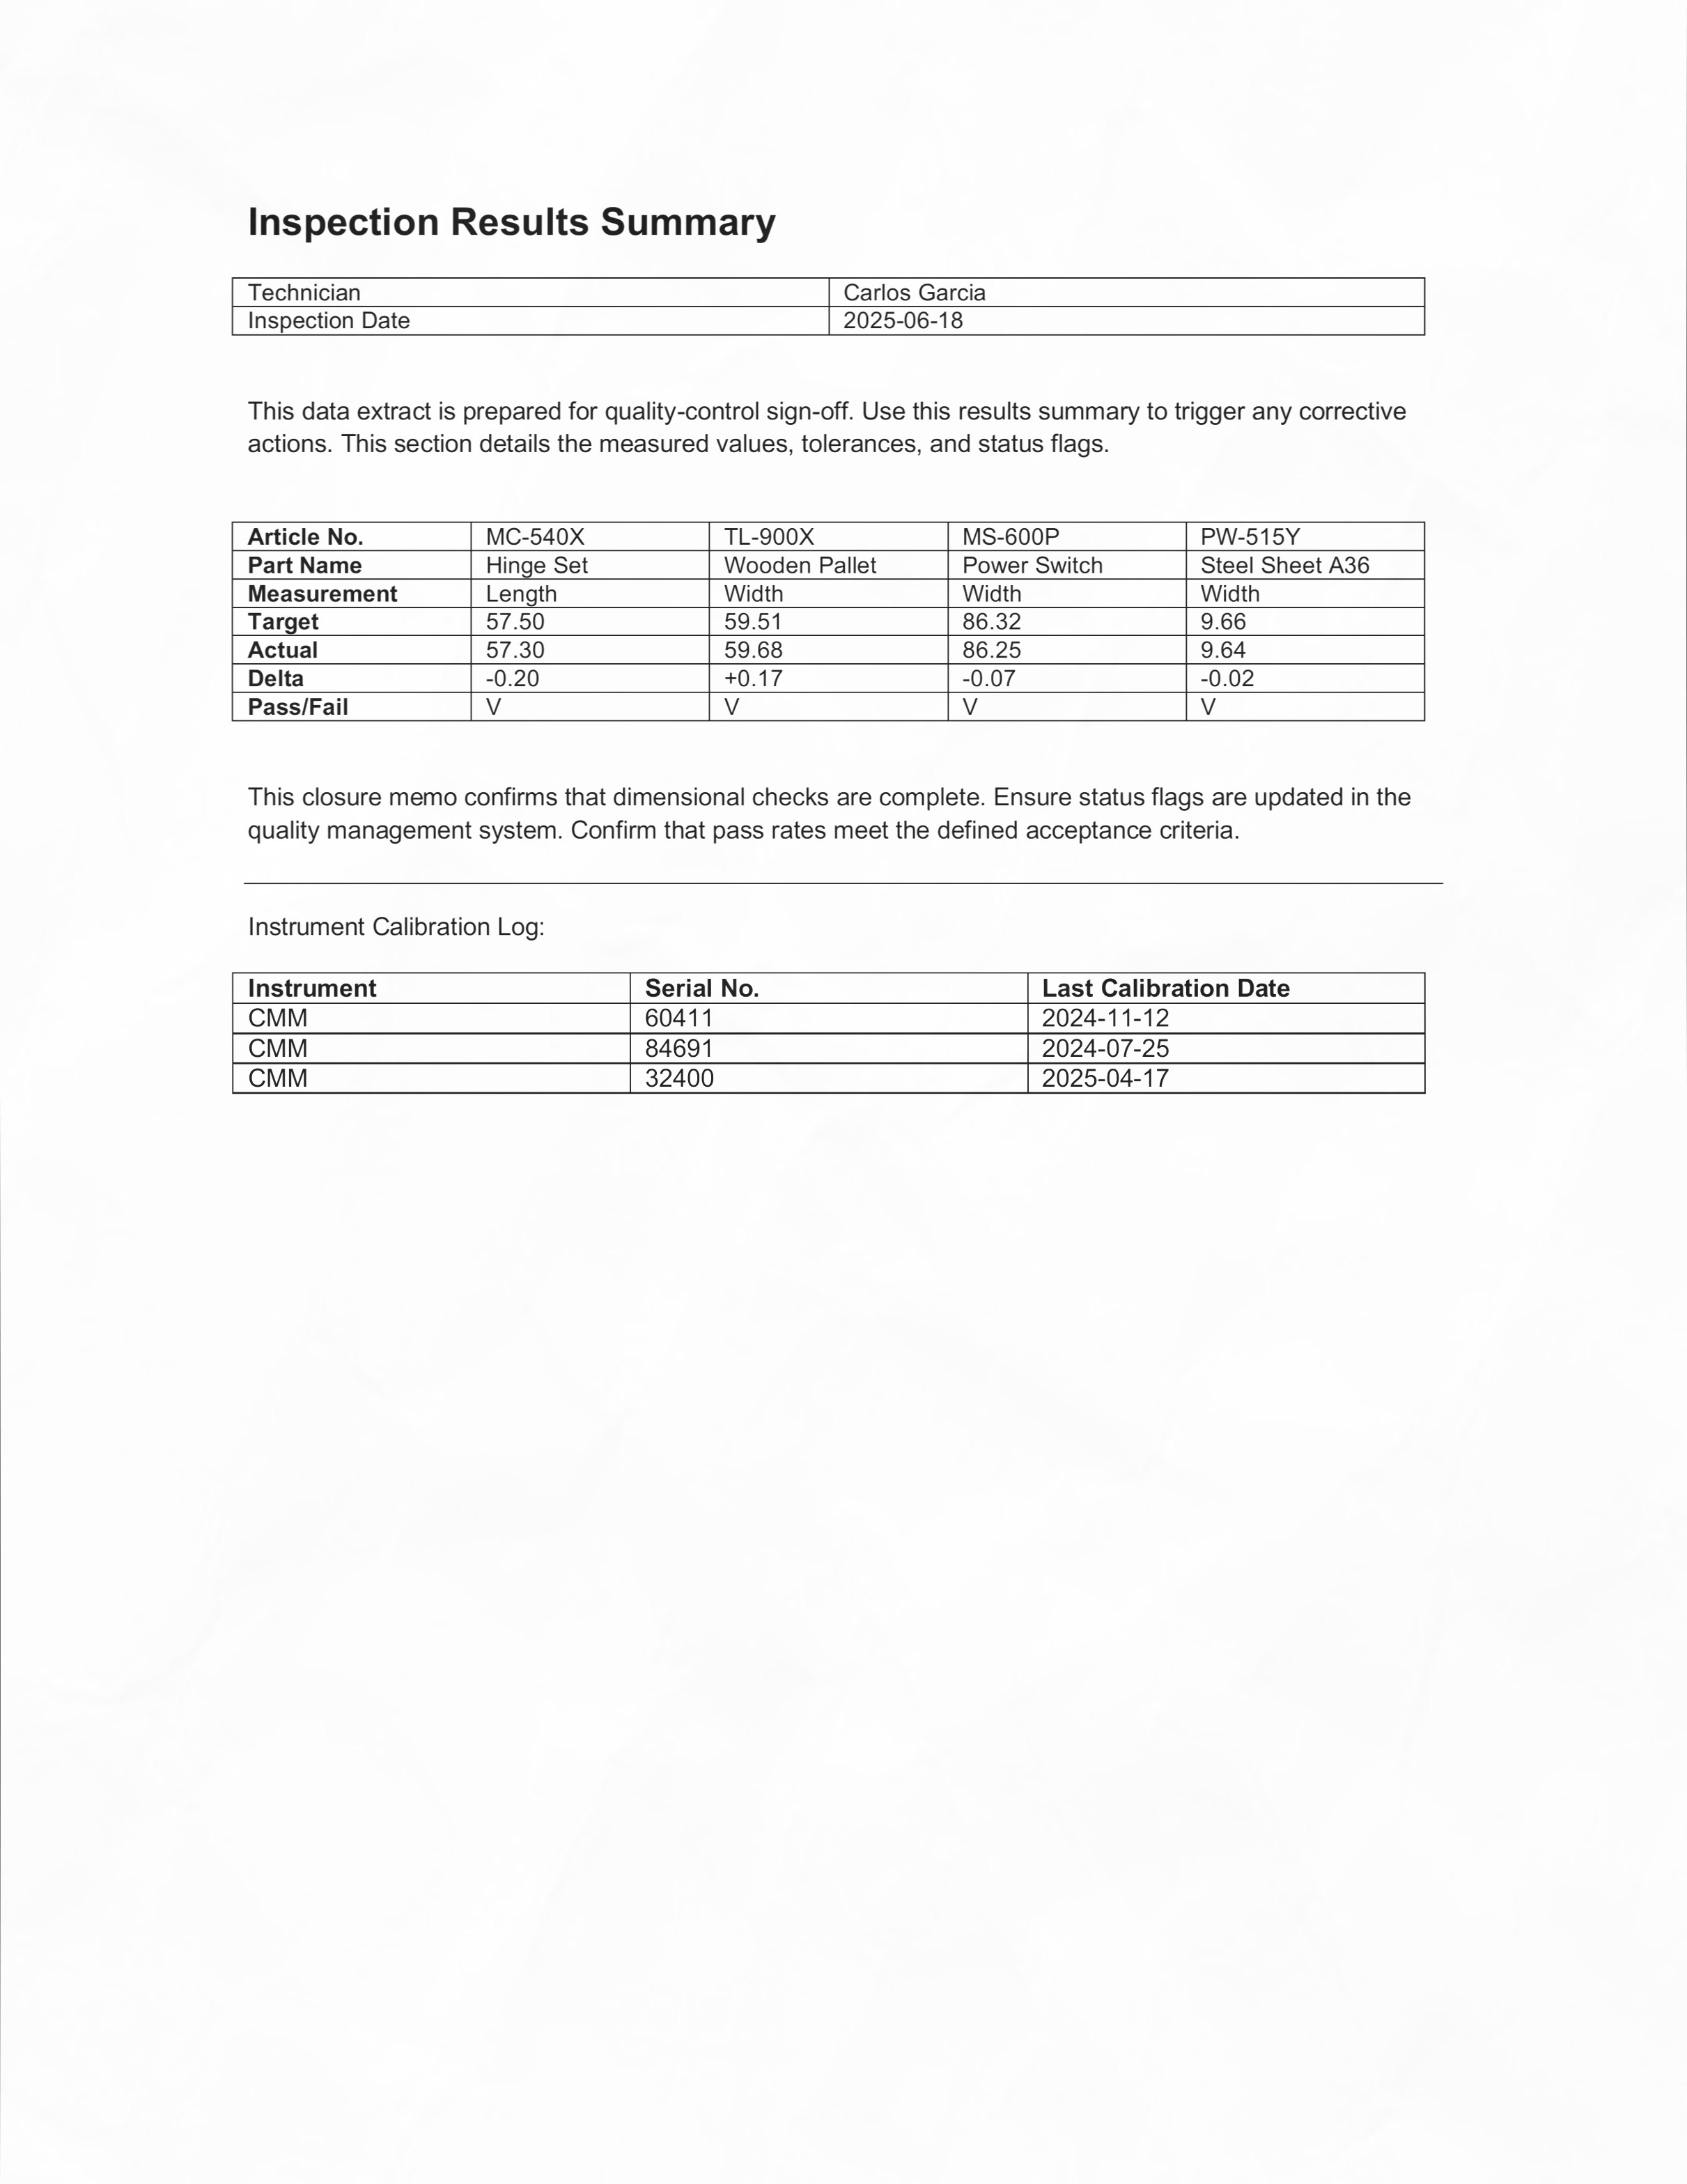 Inspection Results Summary
Technician Carlos Garcia
Inspection Date 2025-06-18
This data extract is prepared for quality-control sign-off. Use this results summary to trigger any corrective
actions. This section details the measured values, tolerances, and status flags.
Article No. MC-540X TL-900X MS-600P PW-515Y
Part Name Hinge Set Wooden Pallet Power Switch Steel Sheet A36
Measurement Length Width Width Width
Target 57.50 59.51 86.32 9.66
Actual 57.30 59.68 86.25 9.64
Delta -0.20 +0.17 -0.07 -0.02
Pass/Fail V V V V
This closure memo confirms that dimensional checks are complete. Ensure status flags are updated in the
quality management system. Confirm that pass rates meet the defined acceptance criteria.
Instrument Calibration Log:
Instrument Serial No. Last Calibration Date
CMM 60411 2024-11-12
CMM 84691 2024-07-25
CMM 32400 2025-04-17